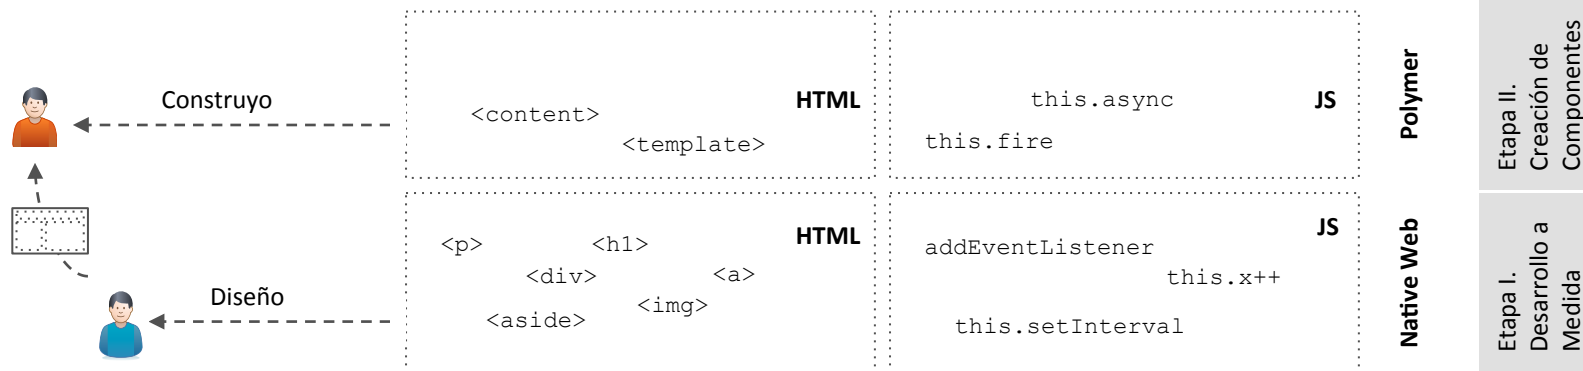 Construyo
<content>
<template>
HTML
this.async
this.fire
JS
Polymer
Etapa II.
Creación de
Componentes
Diseño
<p>
<h1>
<div>
<a>
<img>
<aside>
HTML
addEventListener
this.x++
this.setInterval
JS
Native Web
Etapa I.
Desarrollo a
Medida